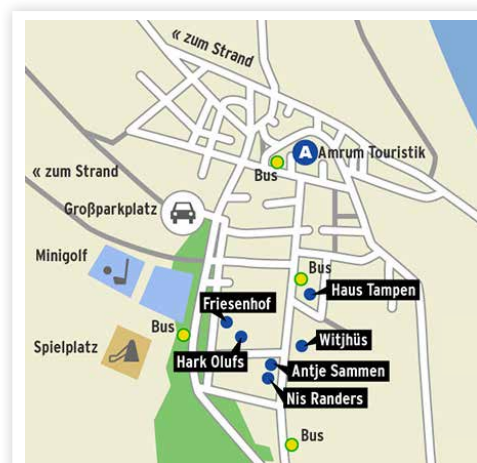 « zum Strand
A
Amrum Touristik
Bus
« zum Strand
Großparkplatz
Minigolf
Bus
Haus Tampen
Friesenhof
Bus
Hark Olufs
Witjhüs
Spielplatz
Antje Sammen
Nis Randers
Bus